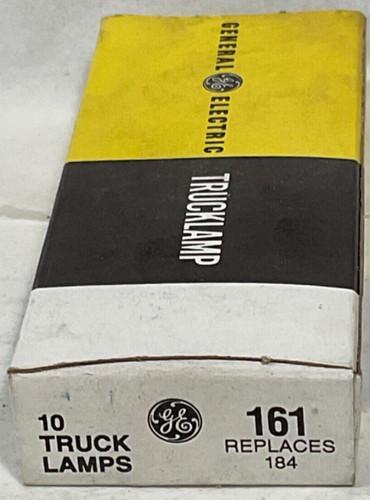 GENERAL GE ELECTRIC
TRUCKLAMP
10
TRUCK
LAMPS
GE
161
REPLACES
184